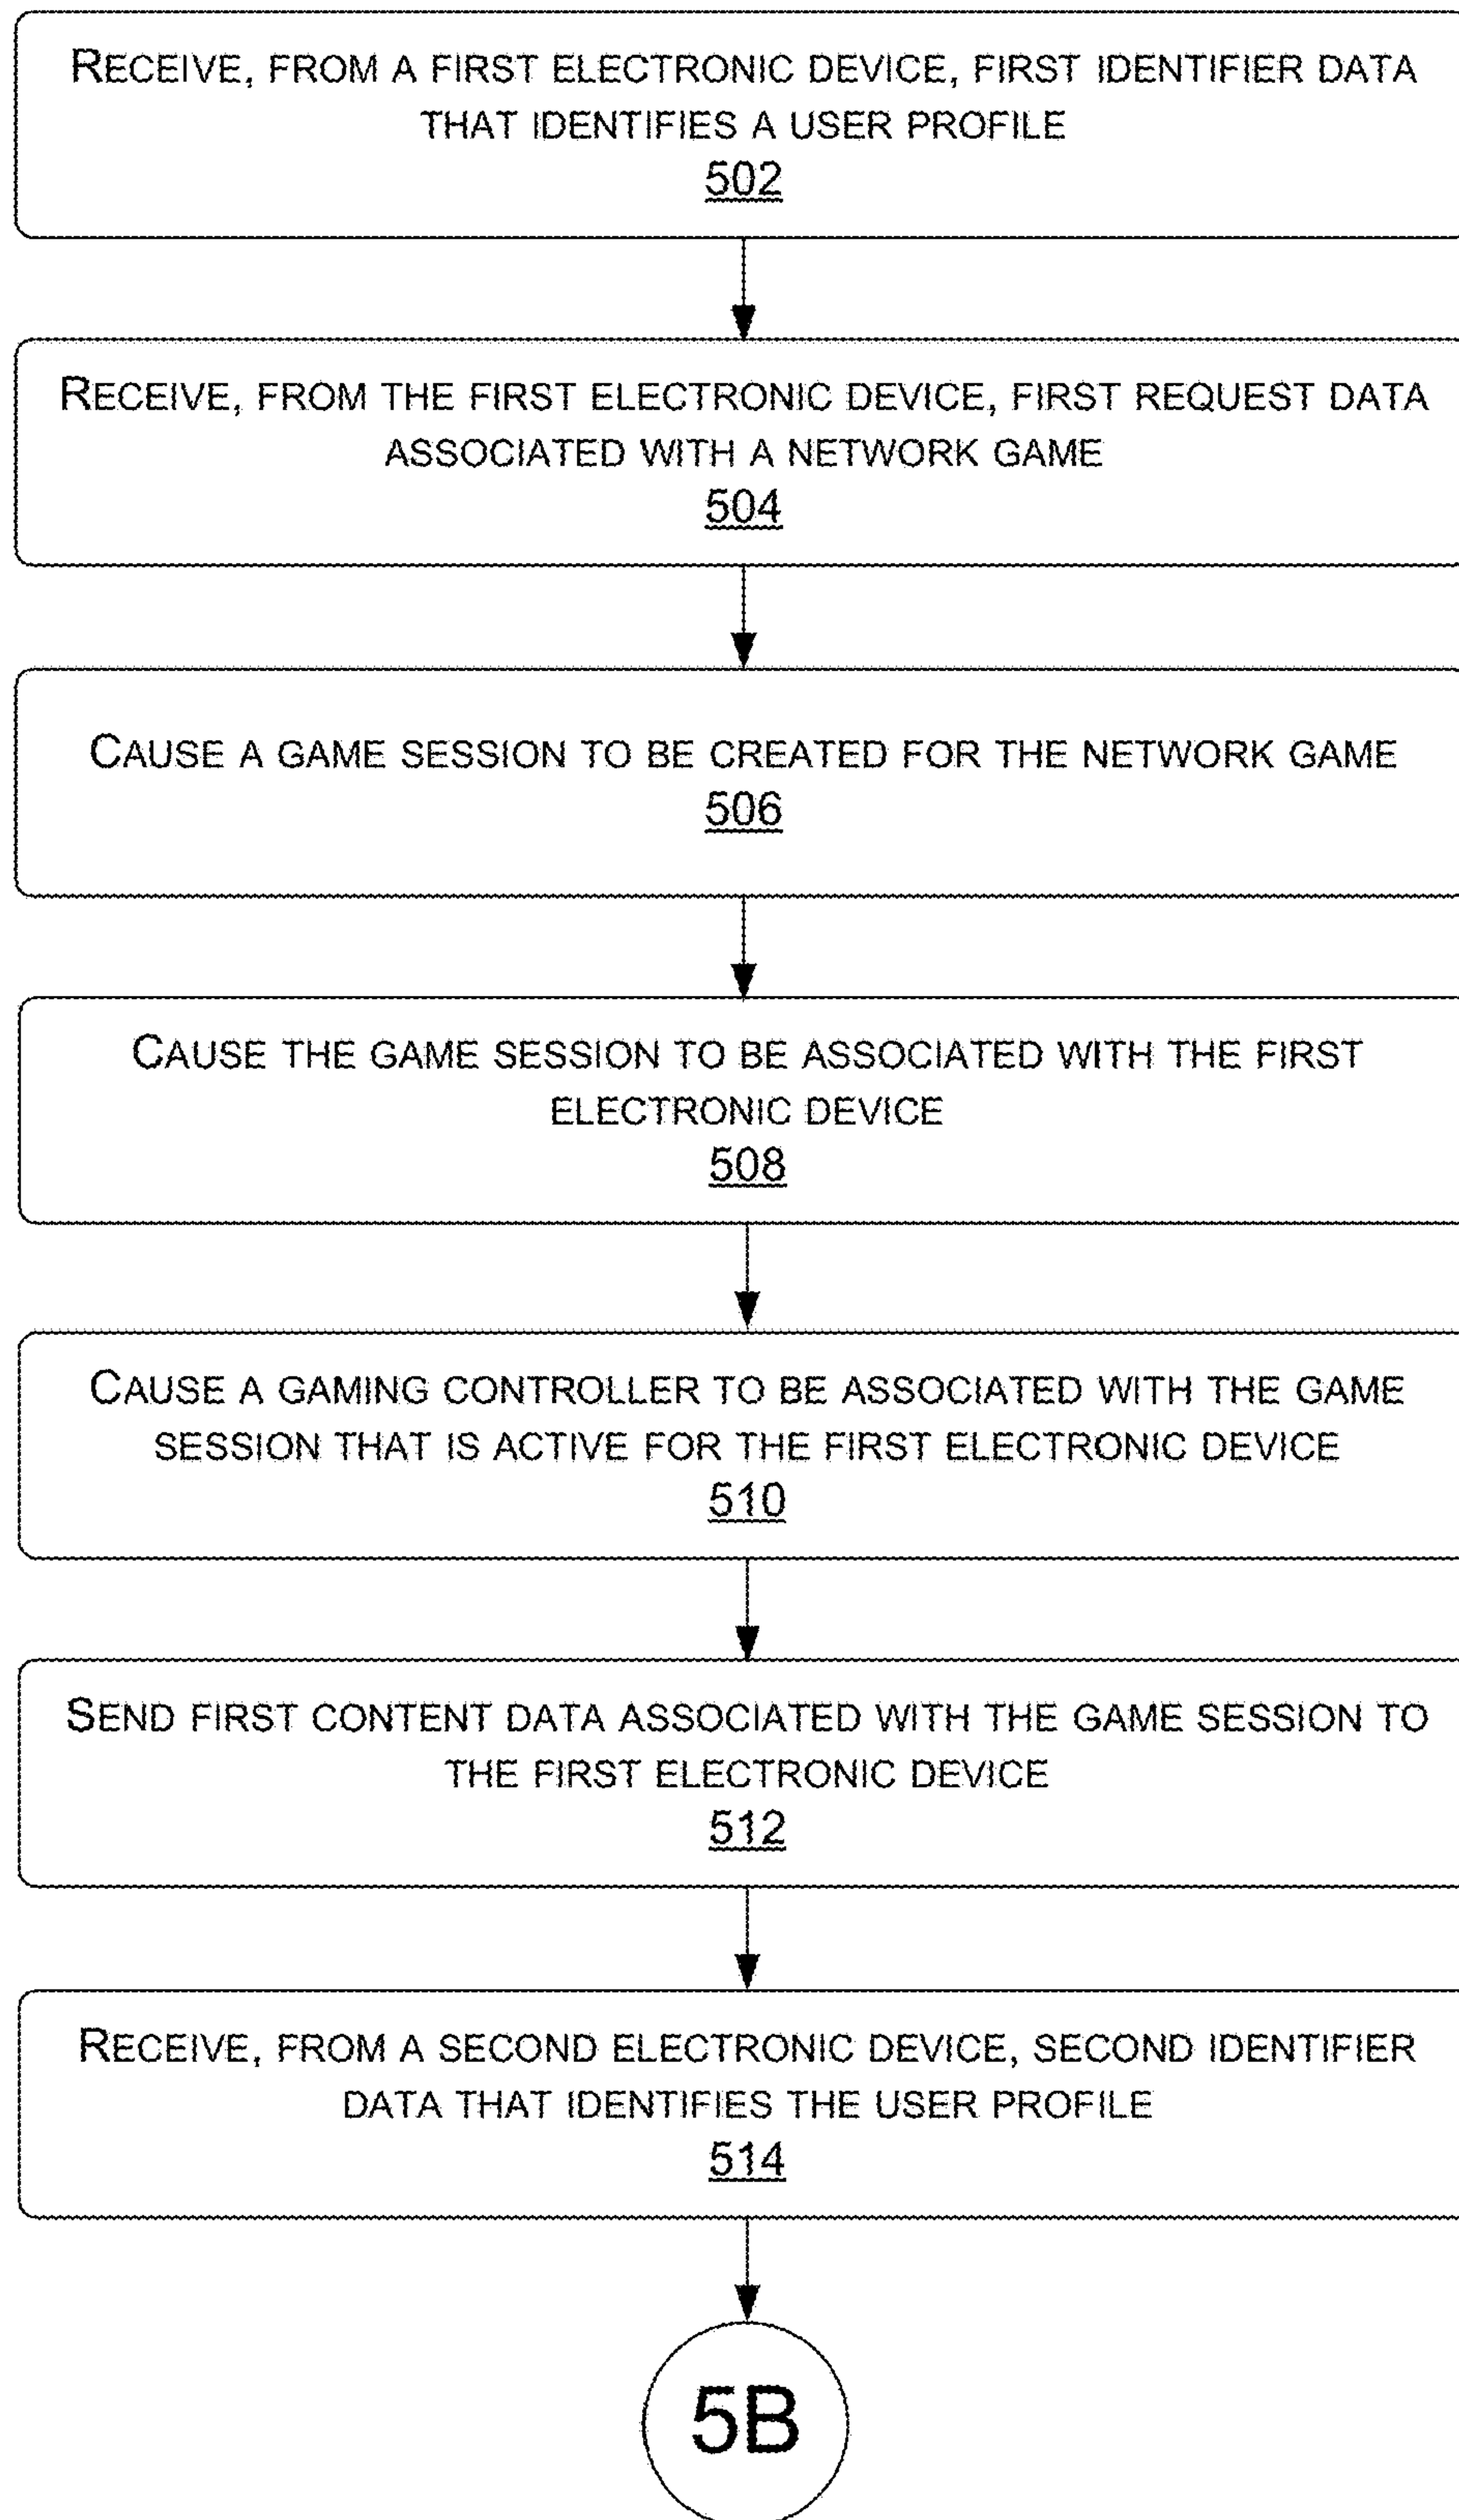 RECEIVE, FROM A FIRST ELECTRONIC DEVICE, FIRST IDENTIFIER DATA
THAT IDENTIFIES A USER PROFILE
502
RECEIVE, FROM THE FIRST ELECTRONIC DEVICE, FIRST REQUEST DATA
ASSOCIATED WITH A NETWORK GAME
504
CAUSE A GAME SESSION TO BE CREATED FOR THE NETWORK GAME
506
CAUSE THE GAME SESSION TO BE ASSOCIATED WITH THE FIRST
ELECTRONIC DEVICE
508
CAUSE A GAMING CONTROLLER TO BE ASSOCIATED WITH THE GAME
SESSION THAT IS ACTIVE FOR THE FIRST ELECTRONIC DEVICE
510
SEND FIRST CONTENT DATA ASSOCIATED WITH THE GAME SESSION TO
THE FIRST ELECTRONIC DEVICE
512
RECEIVE, FROM A SECOND ELECTRONIC DEVICE, SECOND IDENTIFIER
DATA THAT IDENTIFIES THE USER PROFILE
514
5B